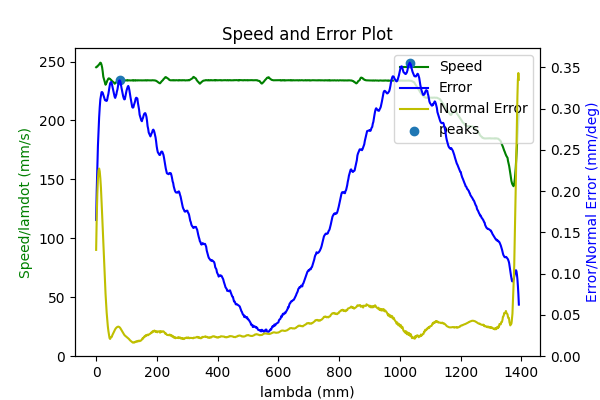 Speed and Error Plot
Speed/lamdot (mm/s)
250
200
150
100
50
0
0.35
0.30
0.25
0.20
0.15
0.10
0.05
0.00
Error/Normal Error (mm/deg)
Speed
Error
Normal Error
peaks
0 200 400 600 800 1000 1200 1400
lambda (mm)